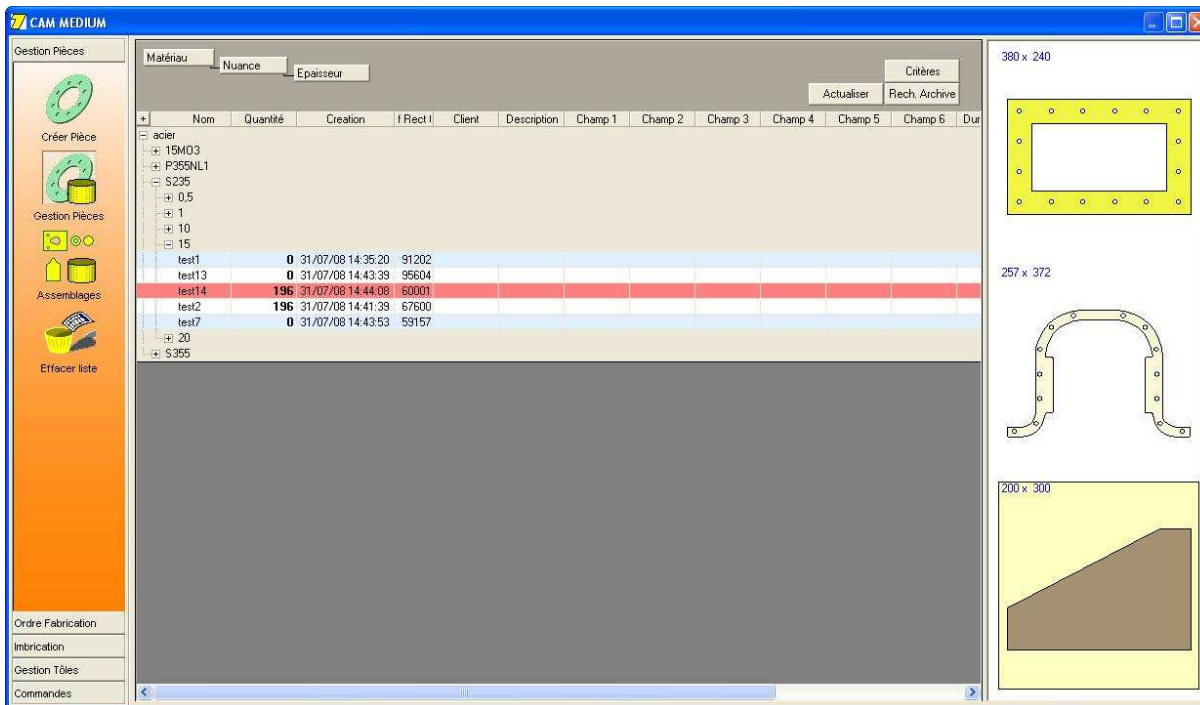 CAM MEDIUM
Gestion Pièces
Créer Pièce
Gestion Pièces
Assemblages
Effacer liste
Ordre Fabrication
Imbrication
Gestion Tôles
Commandes
Matériau
Nuance
Epaisseur
Critères
Actualiser Rech. Archive
+ Nom Quantité Creation f Rect Client Description Champ 1 Champ 2 Champ 3 Champ 4 Champ 5 Champ 6 Dur
acier
15MO3
P355NL1
S235
0,5
1
10
15
test1 0 31/07/08 14:35:20 91202
test13 0 31/07/08 14:43:39 95604
test14 196 31/07/08 14:44:08 60001
test2 196 31/07/08 14:41:39 67600
test7 0 31/07/08 14:43:53 59157
20
S355
380 x 240
257 x 372
200 x 300